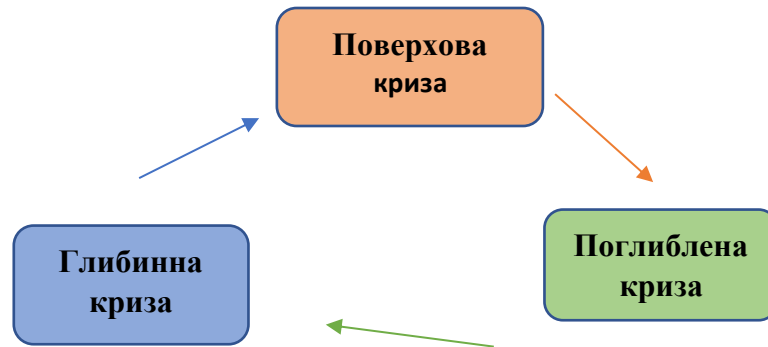 Поверхова
криза
Поглиблена
криза
Глибинна
криза